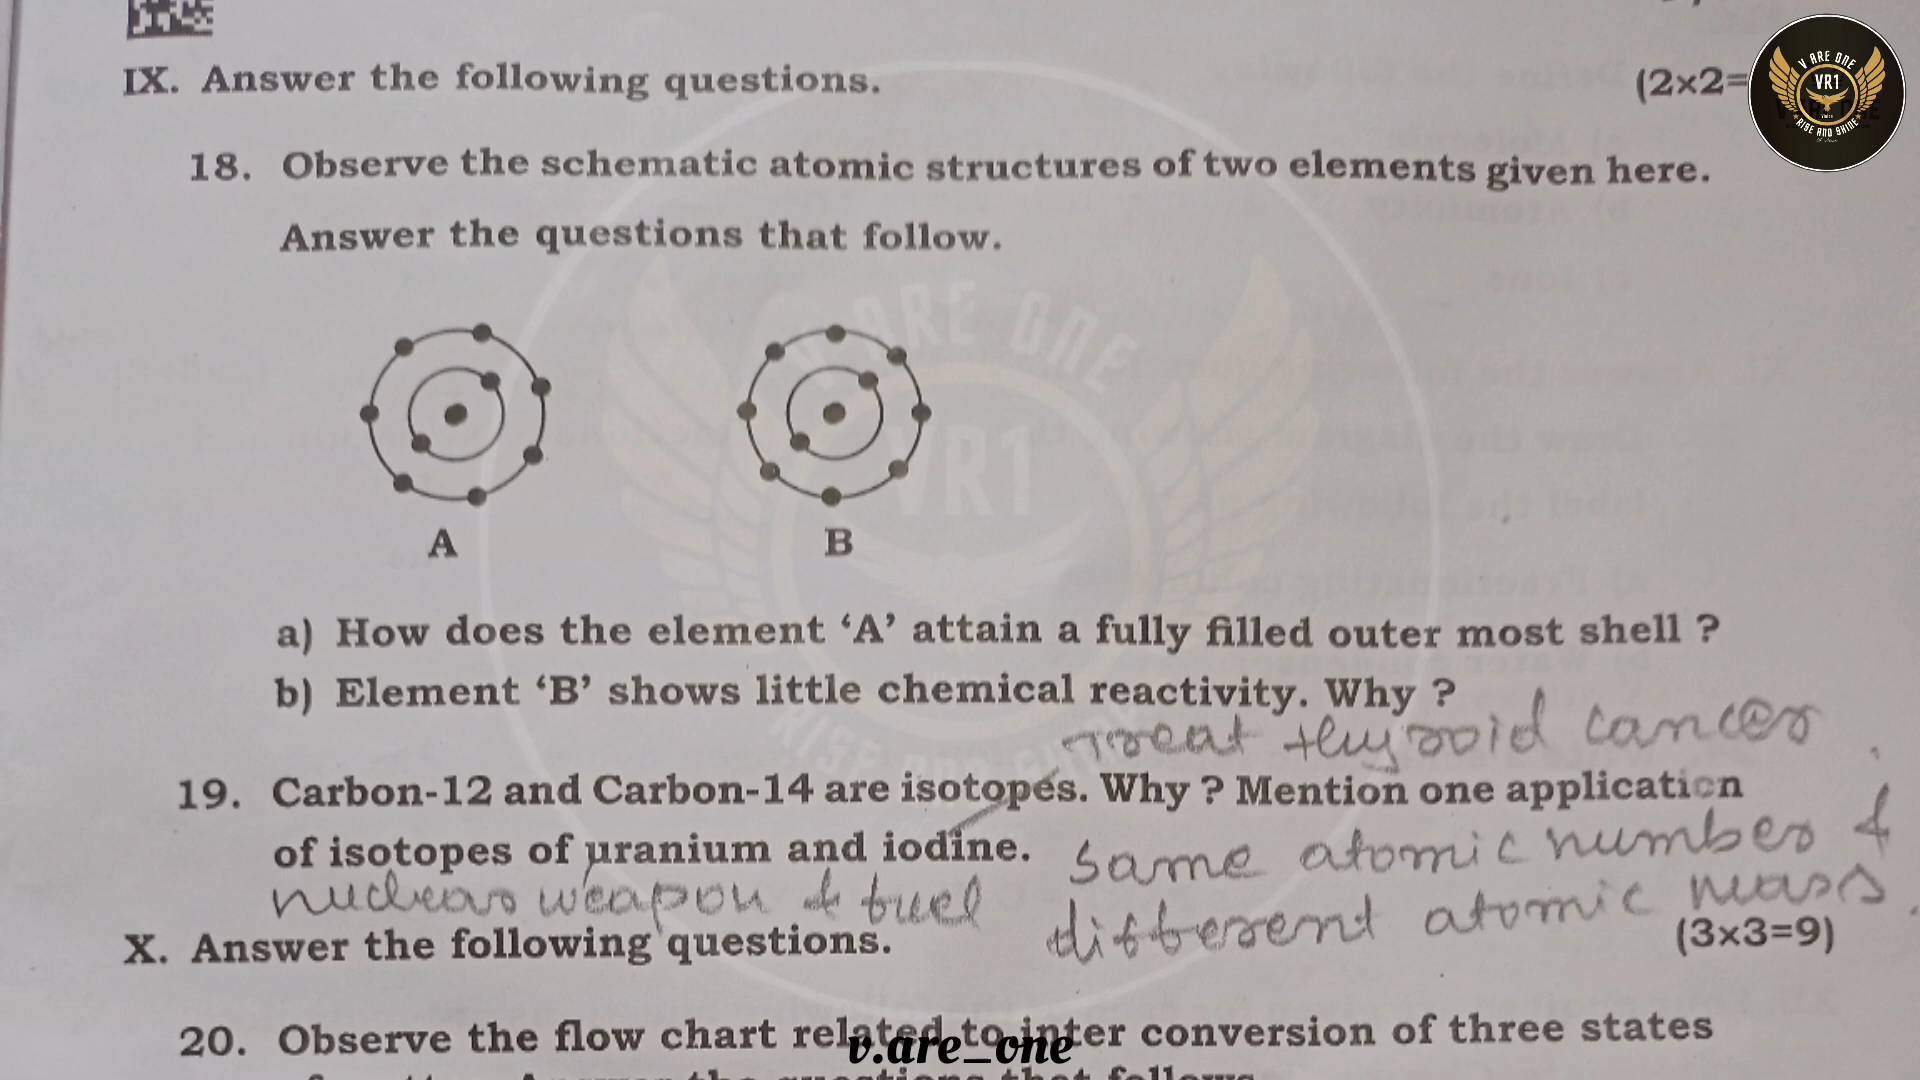 IX. Answer the following questions. (2×2=
V ARE ONE
VR1
RISE AND SHINE
18. Observe the schematic atomic structures of two elements given here.
Answer the questions that follow.
A B
a) How does the element ‘A’ attain a fully filled outer most shell ?
b) Element ‘B’ shows little chemical reactivity. Why ?
Treat thyroid cancer
19. Carbon-12 and Carbon-14 are isotopes. Why ? Mention one application
of isotopes of uranium and iodine.
same atomic number &
nuclear weapon & fuel
different atomic mass.
X. Answer the following questions. (3×3=9)
20. Observe the flow chart related to inter conversion of three states
v.are_one